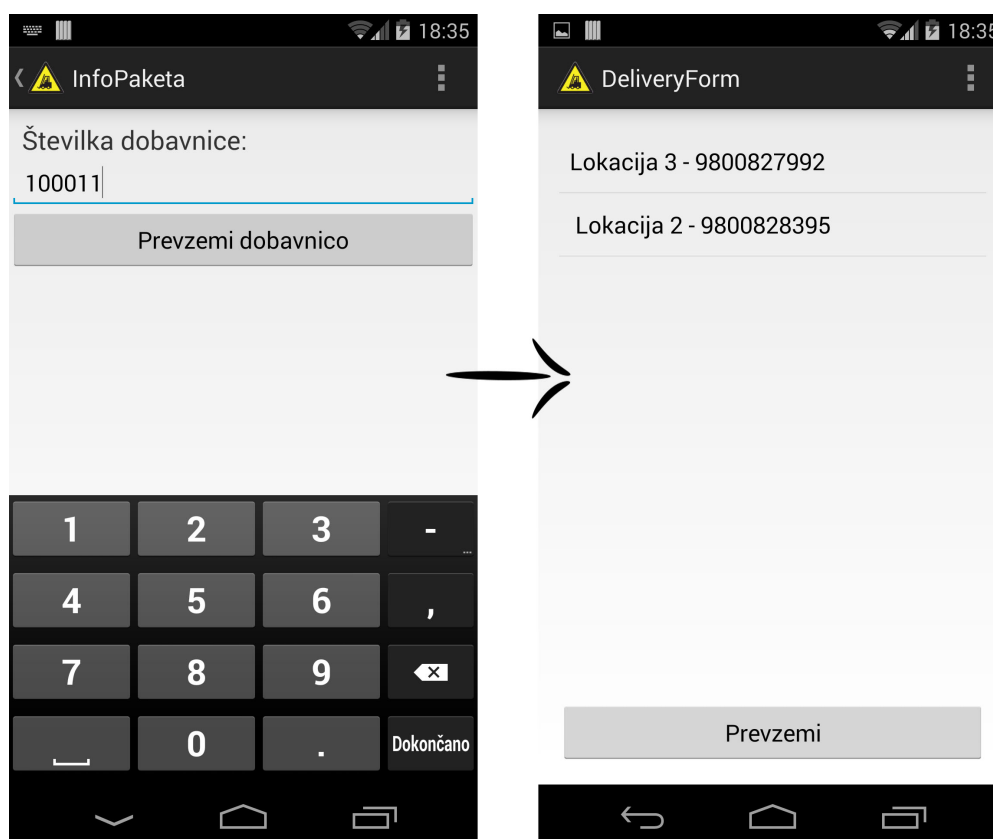 18:35
InfoPaketa
Številka dobavnice:
100011
Prevzemi dobavnico
1 2 3 -
...
4 5 6 ,
7 8 9
0 . Dokončano
18:35
DeliveryForm
Lokacija 3 - 9800827992
Lokacija 2 - 9800828395
Prevzemi